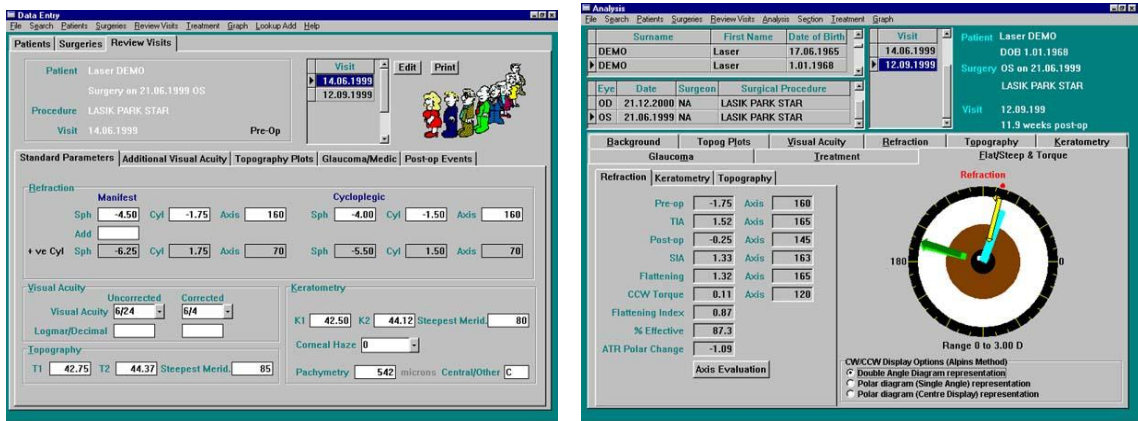 Data Entry
File Search Patients Surgeries Review Visits Treatment Graph Lookup Add Help
Patients Surgeries Review Visits
Patient Laser DEMO
Surgery on 21.06.1999 OS
Procedure LASIK PARK STAR
Visit 14.06.1999 Pre-Op
Visit
14.06.1999
12.09.1999
Edit Print
Standard Parameters Additional Visual Acuity Topography Plots Glaucoma/Medic Post-op Events
Refraction
Manifest Cycloplegic
Sph -4.50 Cyl -1.75 Axis 160 Sph -4.00 Cyl -1.50 Axis 160
Add
+ ve Cyl Sph -6.25 Cyl 1.75 Axis 70 Sph -5.50 Cyl 1.50 Axis 70
Visual Acuity
Uncorrected Corrected
Visual Acuity 6/24 6/4
Logmar/Decimal
Keratometry
K1 42.50 K2 44.12 Steepest Merid. 80
Corneal Haze 0
Pachymetry 542 microns Central/Other C
Topography
T1 42.75 T2 44.37 Steepest Merid. 85
Analysis
File Search Patients Surgeries Review Visits Analysis Section Treatment Graph
Surname First Name Date of Birth
DEMO Laser 17.06.1965
DEMO Laser 1.01.1968
Eye Date Surgeon Surgical Procedure
OD 21.12.2000 NA LASIK PARK STAR
OS 21.06.1999 NA LASIK PARK STAR
Visit
14.06.1999
12.09.1999
Patient Laser DEMO
DOB 1.01.1968
Surgery OS on 21.06.1999
LASIK PARK STAR
Visit 12.09.199
11.9 weeks post-op
Background Topog Plots Visual Acuity Refraction Topography Keratometry
Glaucoma Treatment Flat/Steep & Torque
Refraction Keratometry Topography
Pre-op -1.75 Axis 160
TIA 1.52 Axis 165
Post-op -0.25 Axis 145
SIA 1.33 Axis 163
Flattening 1.32 Axis 165
CCW Torque 0.11 Axis 120
Flattening Index 0.87
% Effective 87.3
ATR Polar Change -1.09
Axis Evaluation
Refraction
180 0
Range 0 to 3.00 D
CW/CCW Display Options (Alpins Method)
Double Angle Diagram representation
Polar diagram (Single Angle) representation
Polar diagram (Centre Display) representation